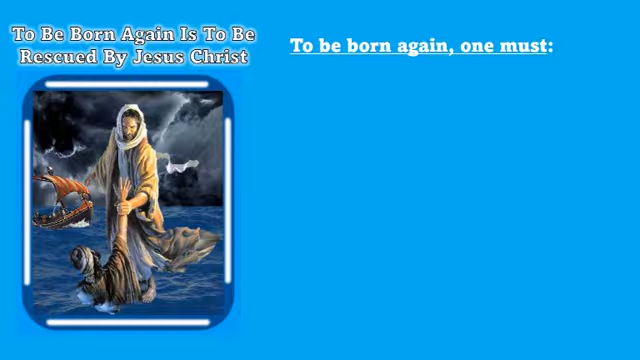 To Be Born Again Is To Be
Rescued By Jesus Christ
To be born again, one must: